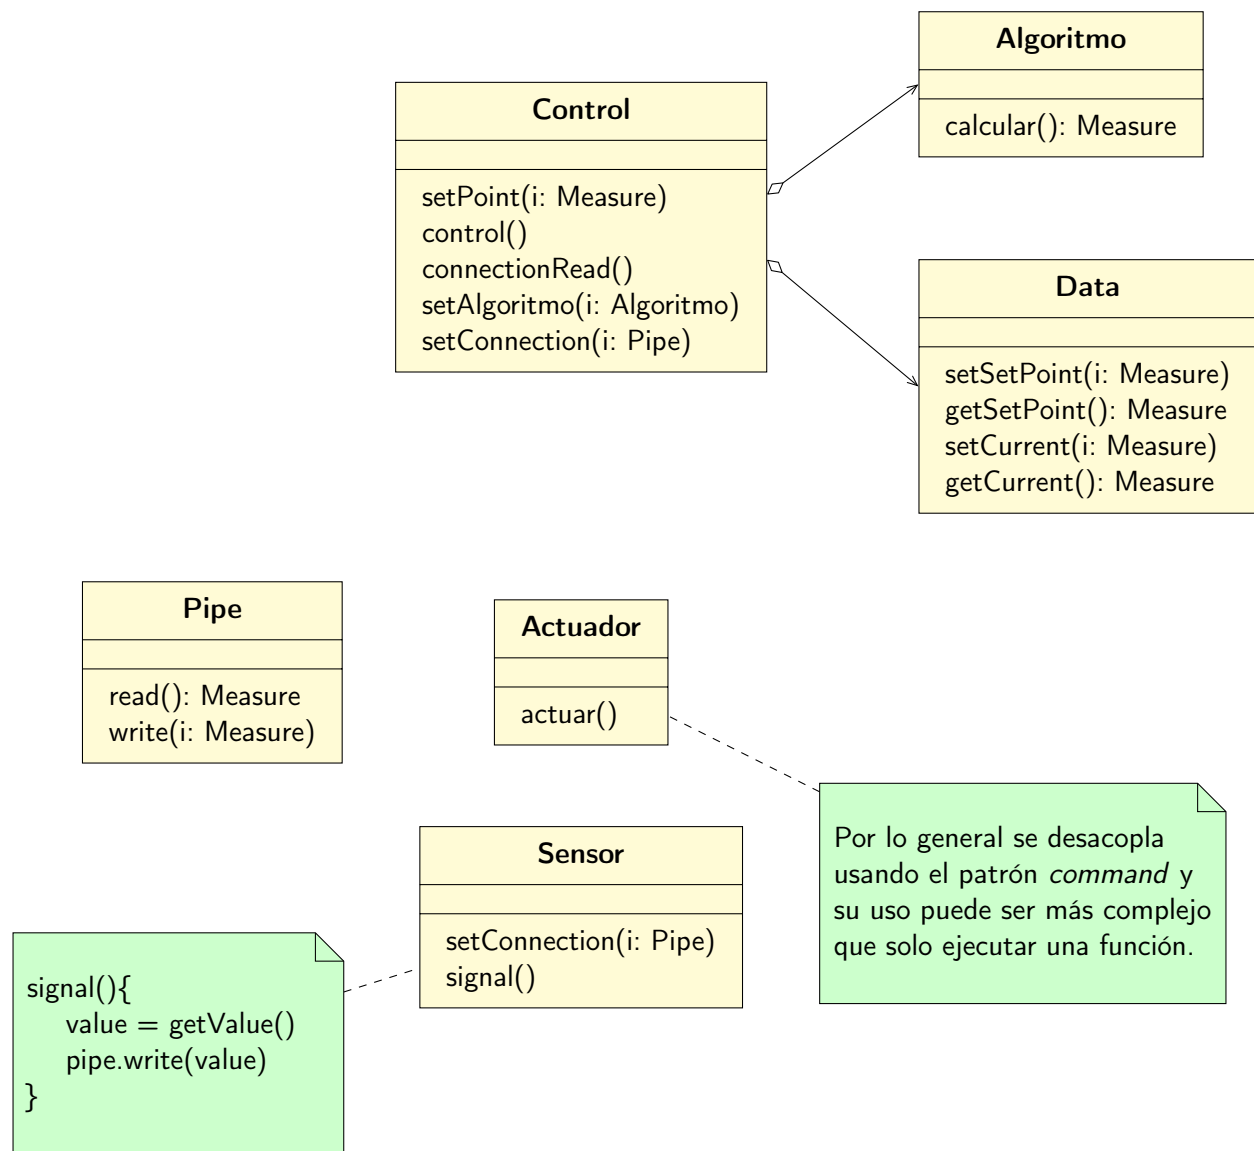 Algoritmo
calcular(): Measure
Control
setPoint(i: Measure)
control()
connectionRead()
setAlgoritmo(i: Algoritmo)
setConnection(i: Pipe)
Data
setSetPoint(i: Measure)
getSetPoint(): Measure
setCurrent(i: Measure)
getCurrent(): Measure
Pipe
read(): Measure
write(i: Measure)
Actuador
actuar()
Por lo general se desacopla
usando el patrón command y
su uso puede ser más complejo
que solo ejecutar una función.
Sensor
setConnection(i: Pipe)
signal()
signal(){
value = getValue()
pipe.write(value)
}